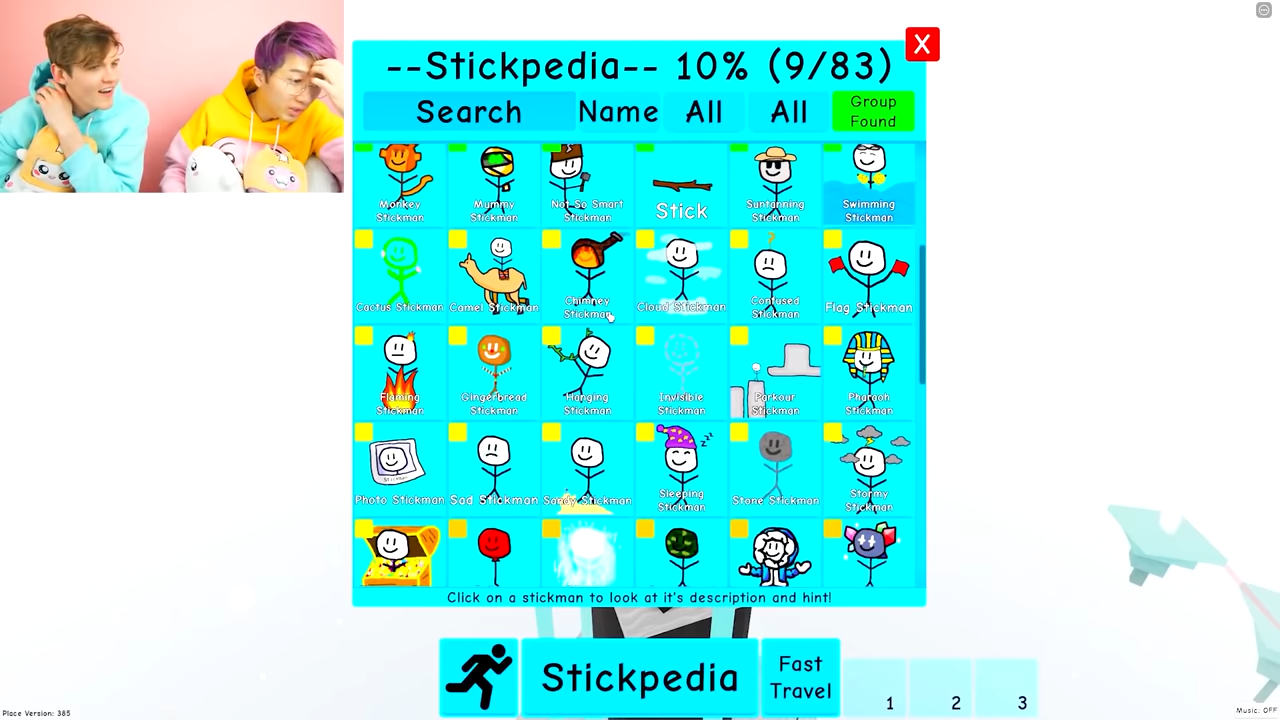 X
--Stickpedia-- 10% (9/83)
Search
Name
All
All
Group
Found
Monkey
Stickman
Mummy
Stickman
Not So Smart
Stickman
Stick
Suntanning
Stickman
Swimming
Stickman
Cactus Stickman
Camel Stickman
Chimney
Stickman
Cloud Stickman
Confused
Stickman
Flag Stickman
Flaming
Stickman
Gingerbread
Stickman
Hanging
Stickman
Invisible
Stickman
Parkour
Stickman
Pharaoh
Stickman
Photo Stickman
Sad Stickman
Sandy Stickman
Sleeping
Stickman
Stone Stickman
Stormy
Stickman
Click on a stickman to look at it's description and hint!
Stickpedia
Fast
Travel
1
2
3
Place Version: 385
Music: OFF